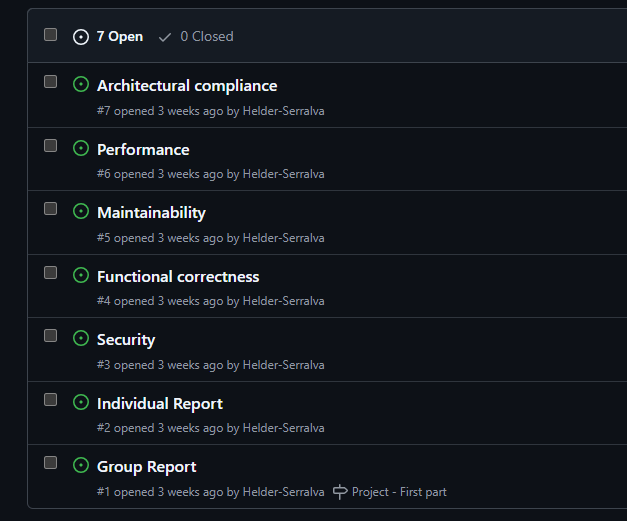 7 Open 0 Closed
Architectural compliance
#7 opened 3 weeks ago by Helder-Serralva
Performance
#6 opened 3 weeks ago by Helder-Serralva
Maintainability
#5 opened 3 weeks ago by Helder-Serralva
Functional correctness
#4 opened 3 weeks ago by Helder-Serralva
Security
#3 opened 3 weeks ago by Helder-Serralva
Individual Report
#2 opened 3 weeks ago by Helder-Serralva
Group Report
#1 opened 3 weeks ago by Helder-Serralva Project - First part